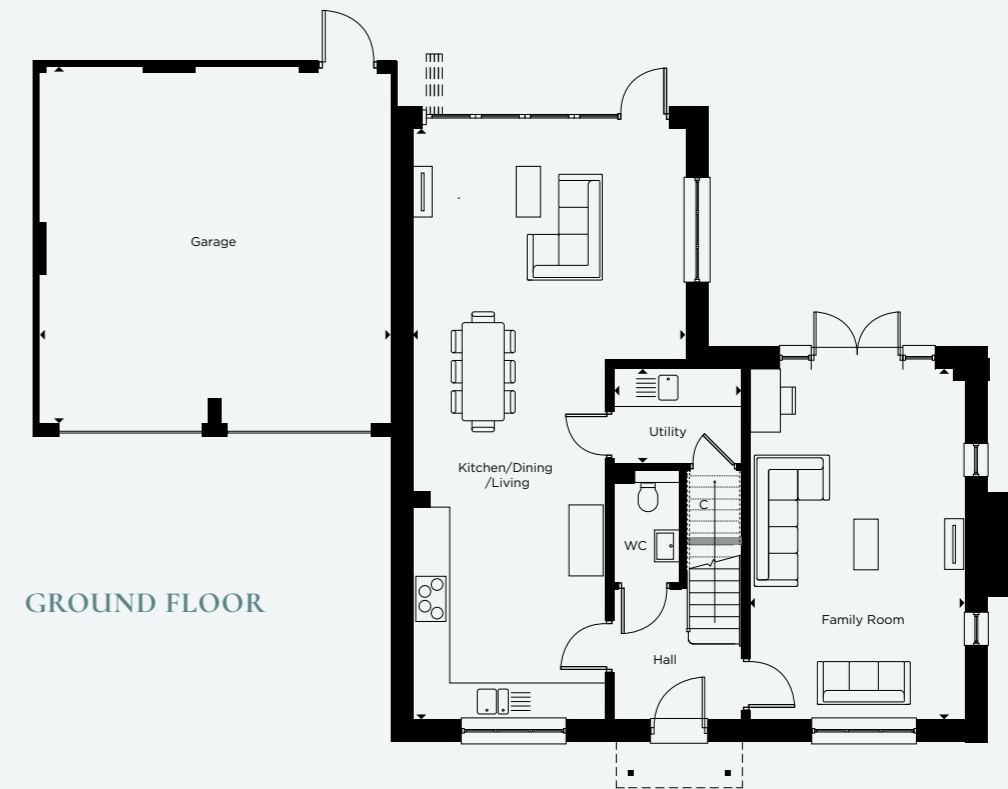 Garage
Utility
Kitchen/Dining
/Living
C
WC
GROUND FLOOR
Family Room
Hall